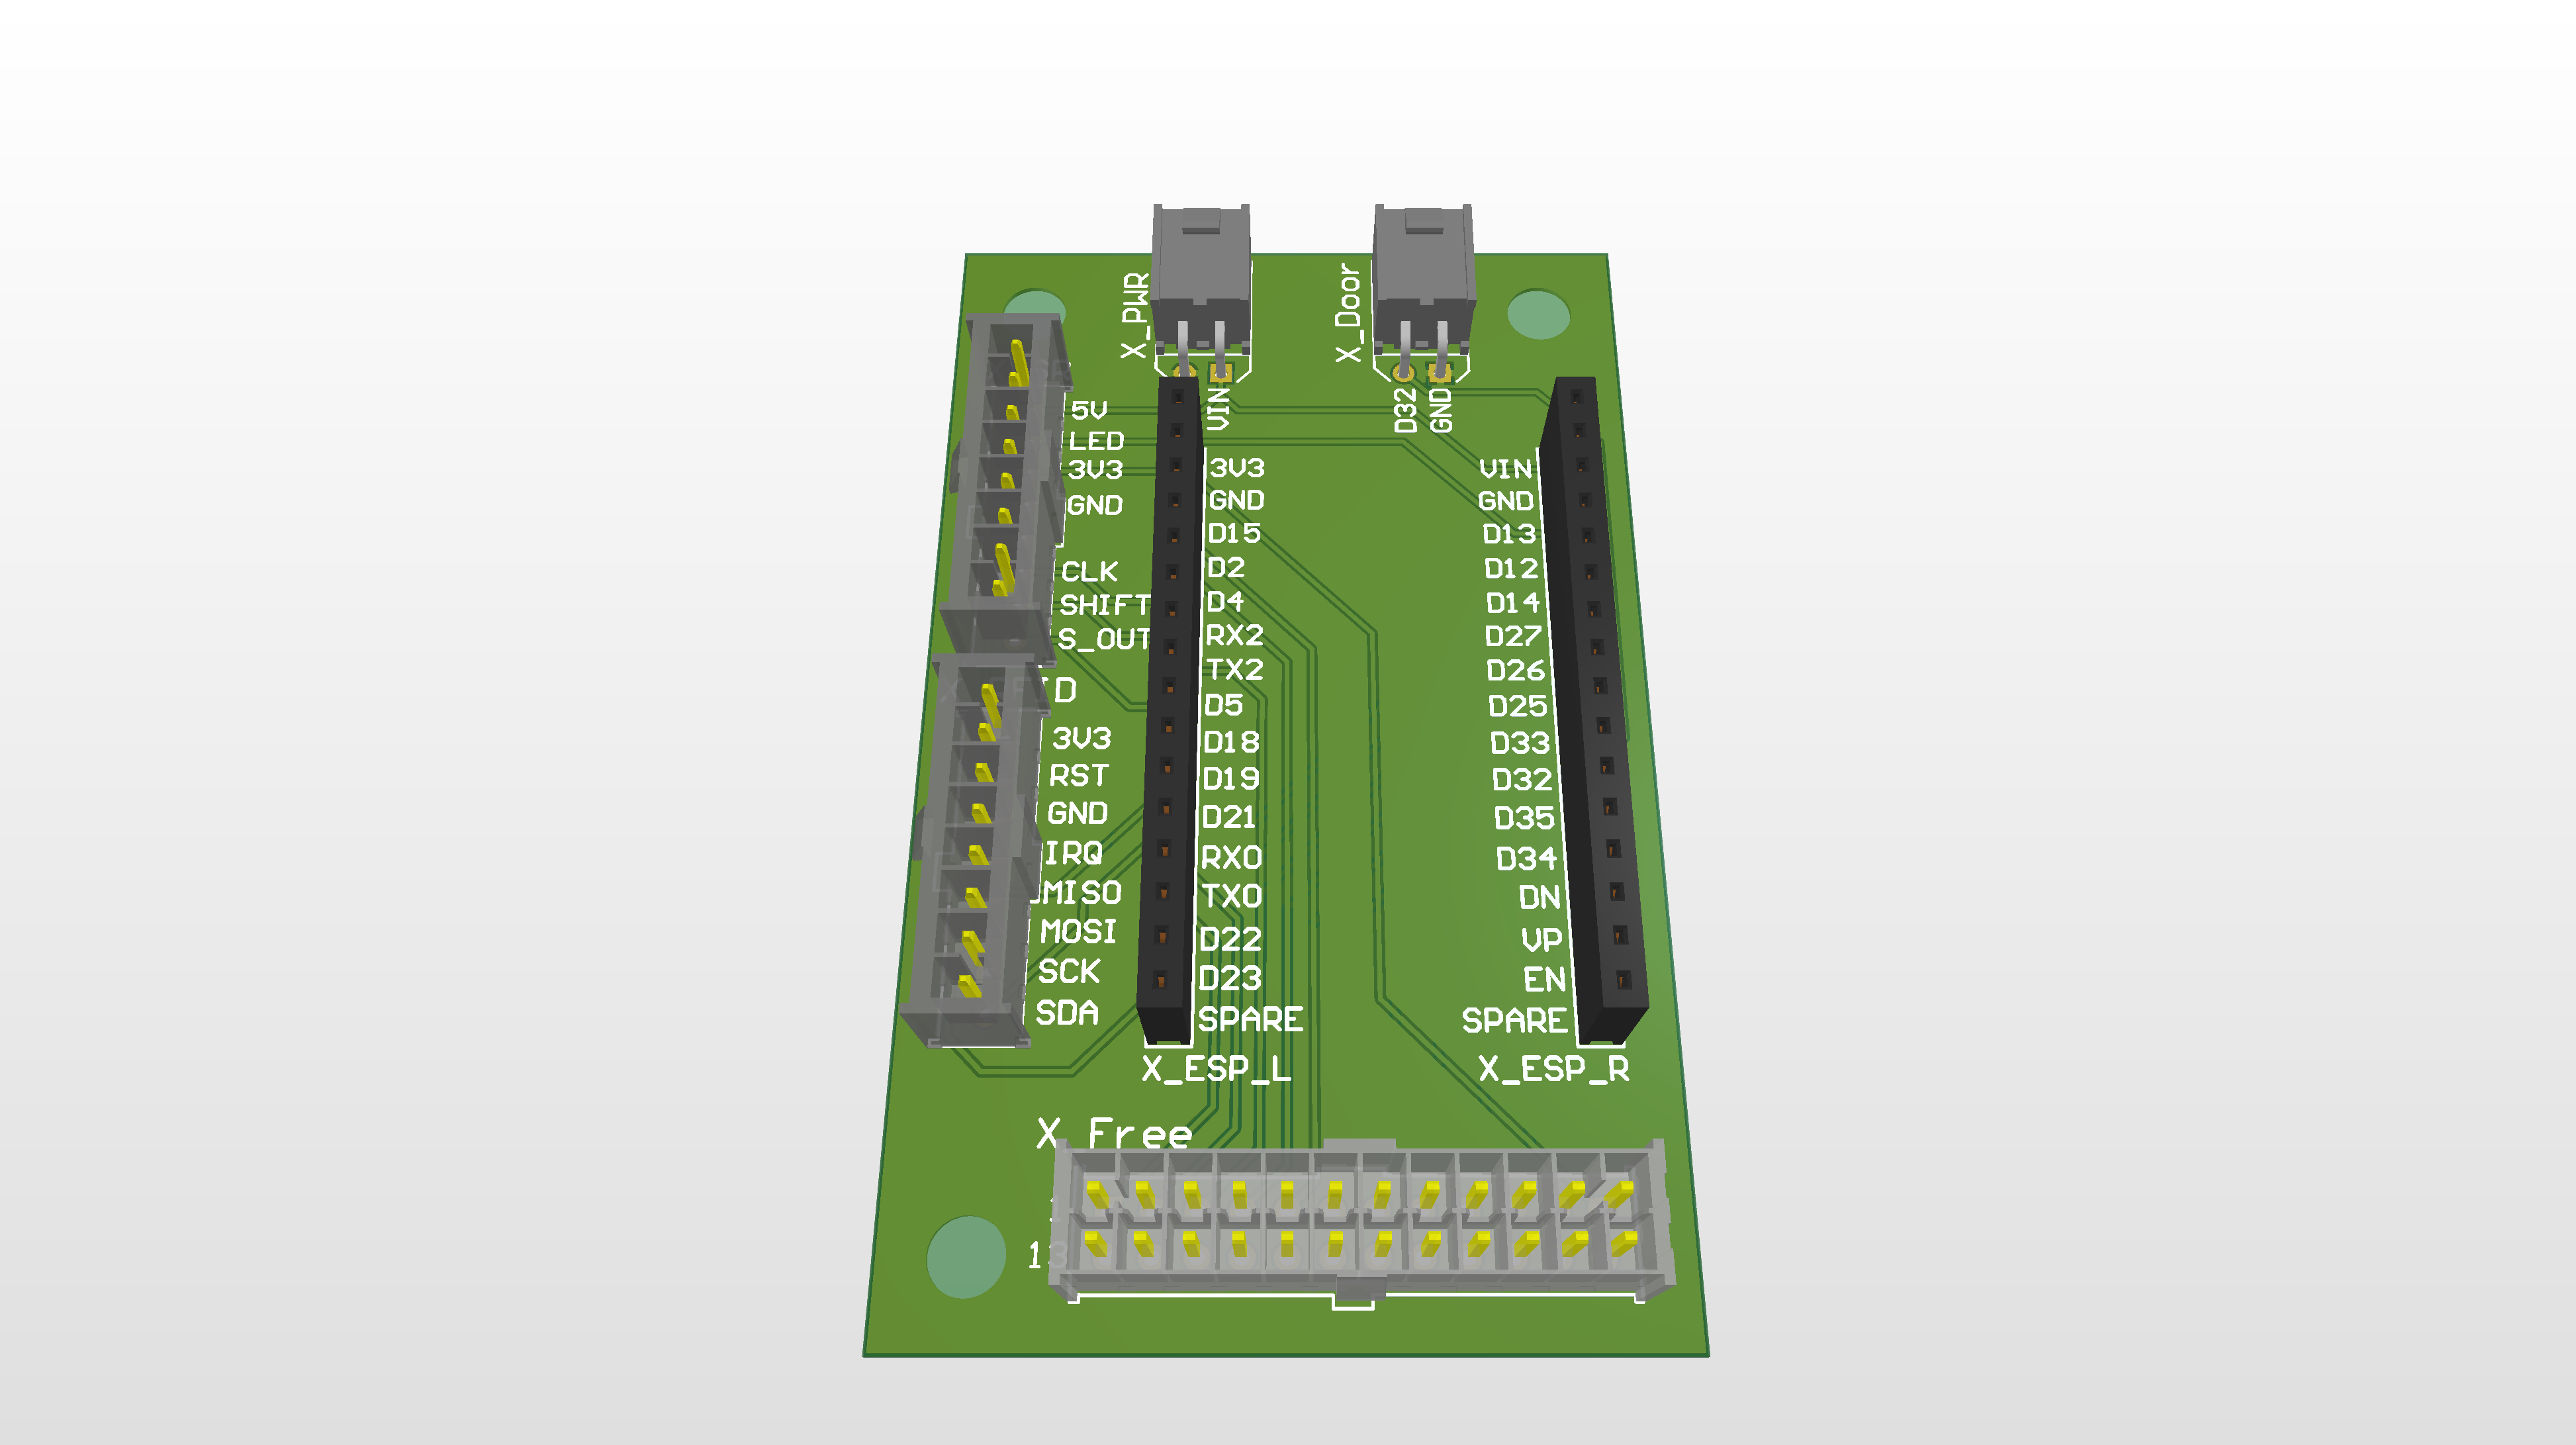 X_PWR
X_Door
VIN
D32
GND
5V
LED
3V3
GND
CLK
SHIFT
S_OUT
3V3
RST
GND
IRQ
MISO
MOSI
SCK
SDA
3V3
GND
D15
D2
D4
RX2
TX2
D5
D18
D19
D21
RX0
TX0
D22
D23
SPARE
X_ESP_L
VIN
GND
D13
D12
D14
D27
D26
D25
D33
D32
D35
D34
DN
VP
EN
SPARE
X_ESP_R
X Free
13